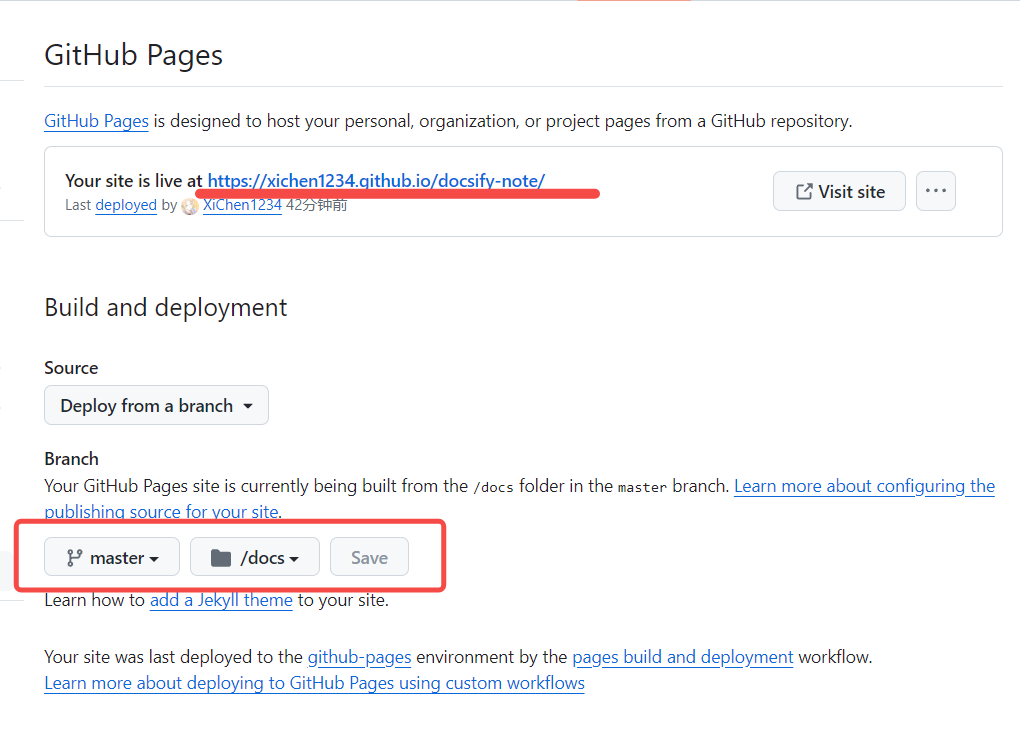 GitHub Pages
GitHub Pages is designed to host your personal, organization, or project pages from a GitHub repository.
Your site is live at https://xichen1234.github.io/docsify-note/
Visit site
Last deployed by XiChen1234 42分钟前
Build and deployment
Source
Deploy from a branch
Branch
Your GitHub Pages site is currently being built from the /docs folder in the master branch. Learn more about configuring the
publishing source for your site.
master /docs Save
Learn how to add a Jekyll theme to your site.
Your site was last deployed to the github-pages environment by the pages build and deployment workflow.
Learn more about deploying to GitHub Pages using custom workflows